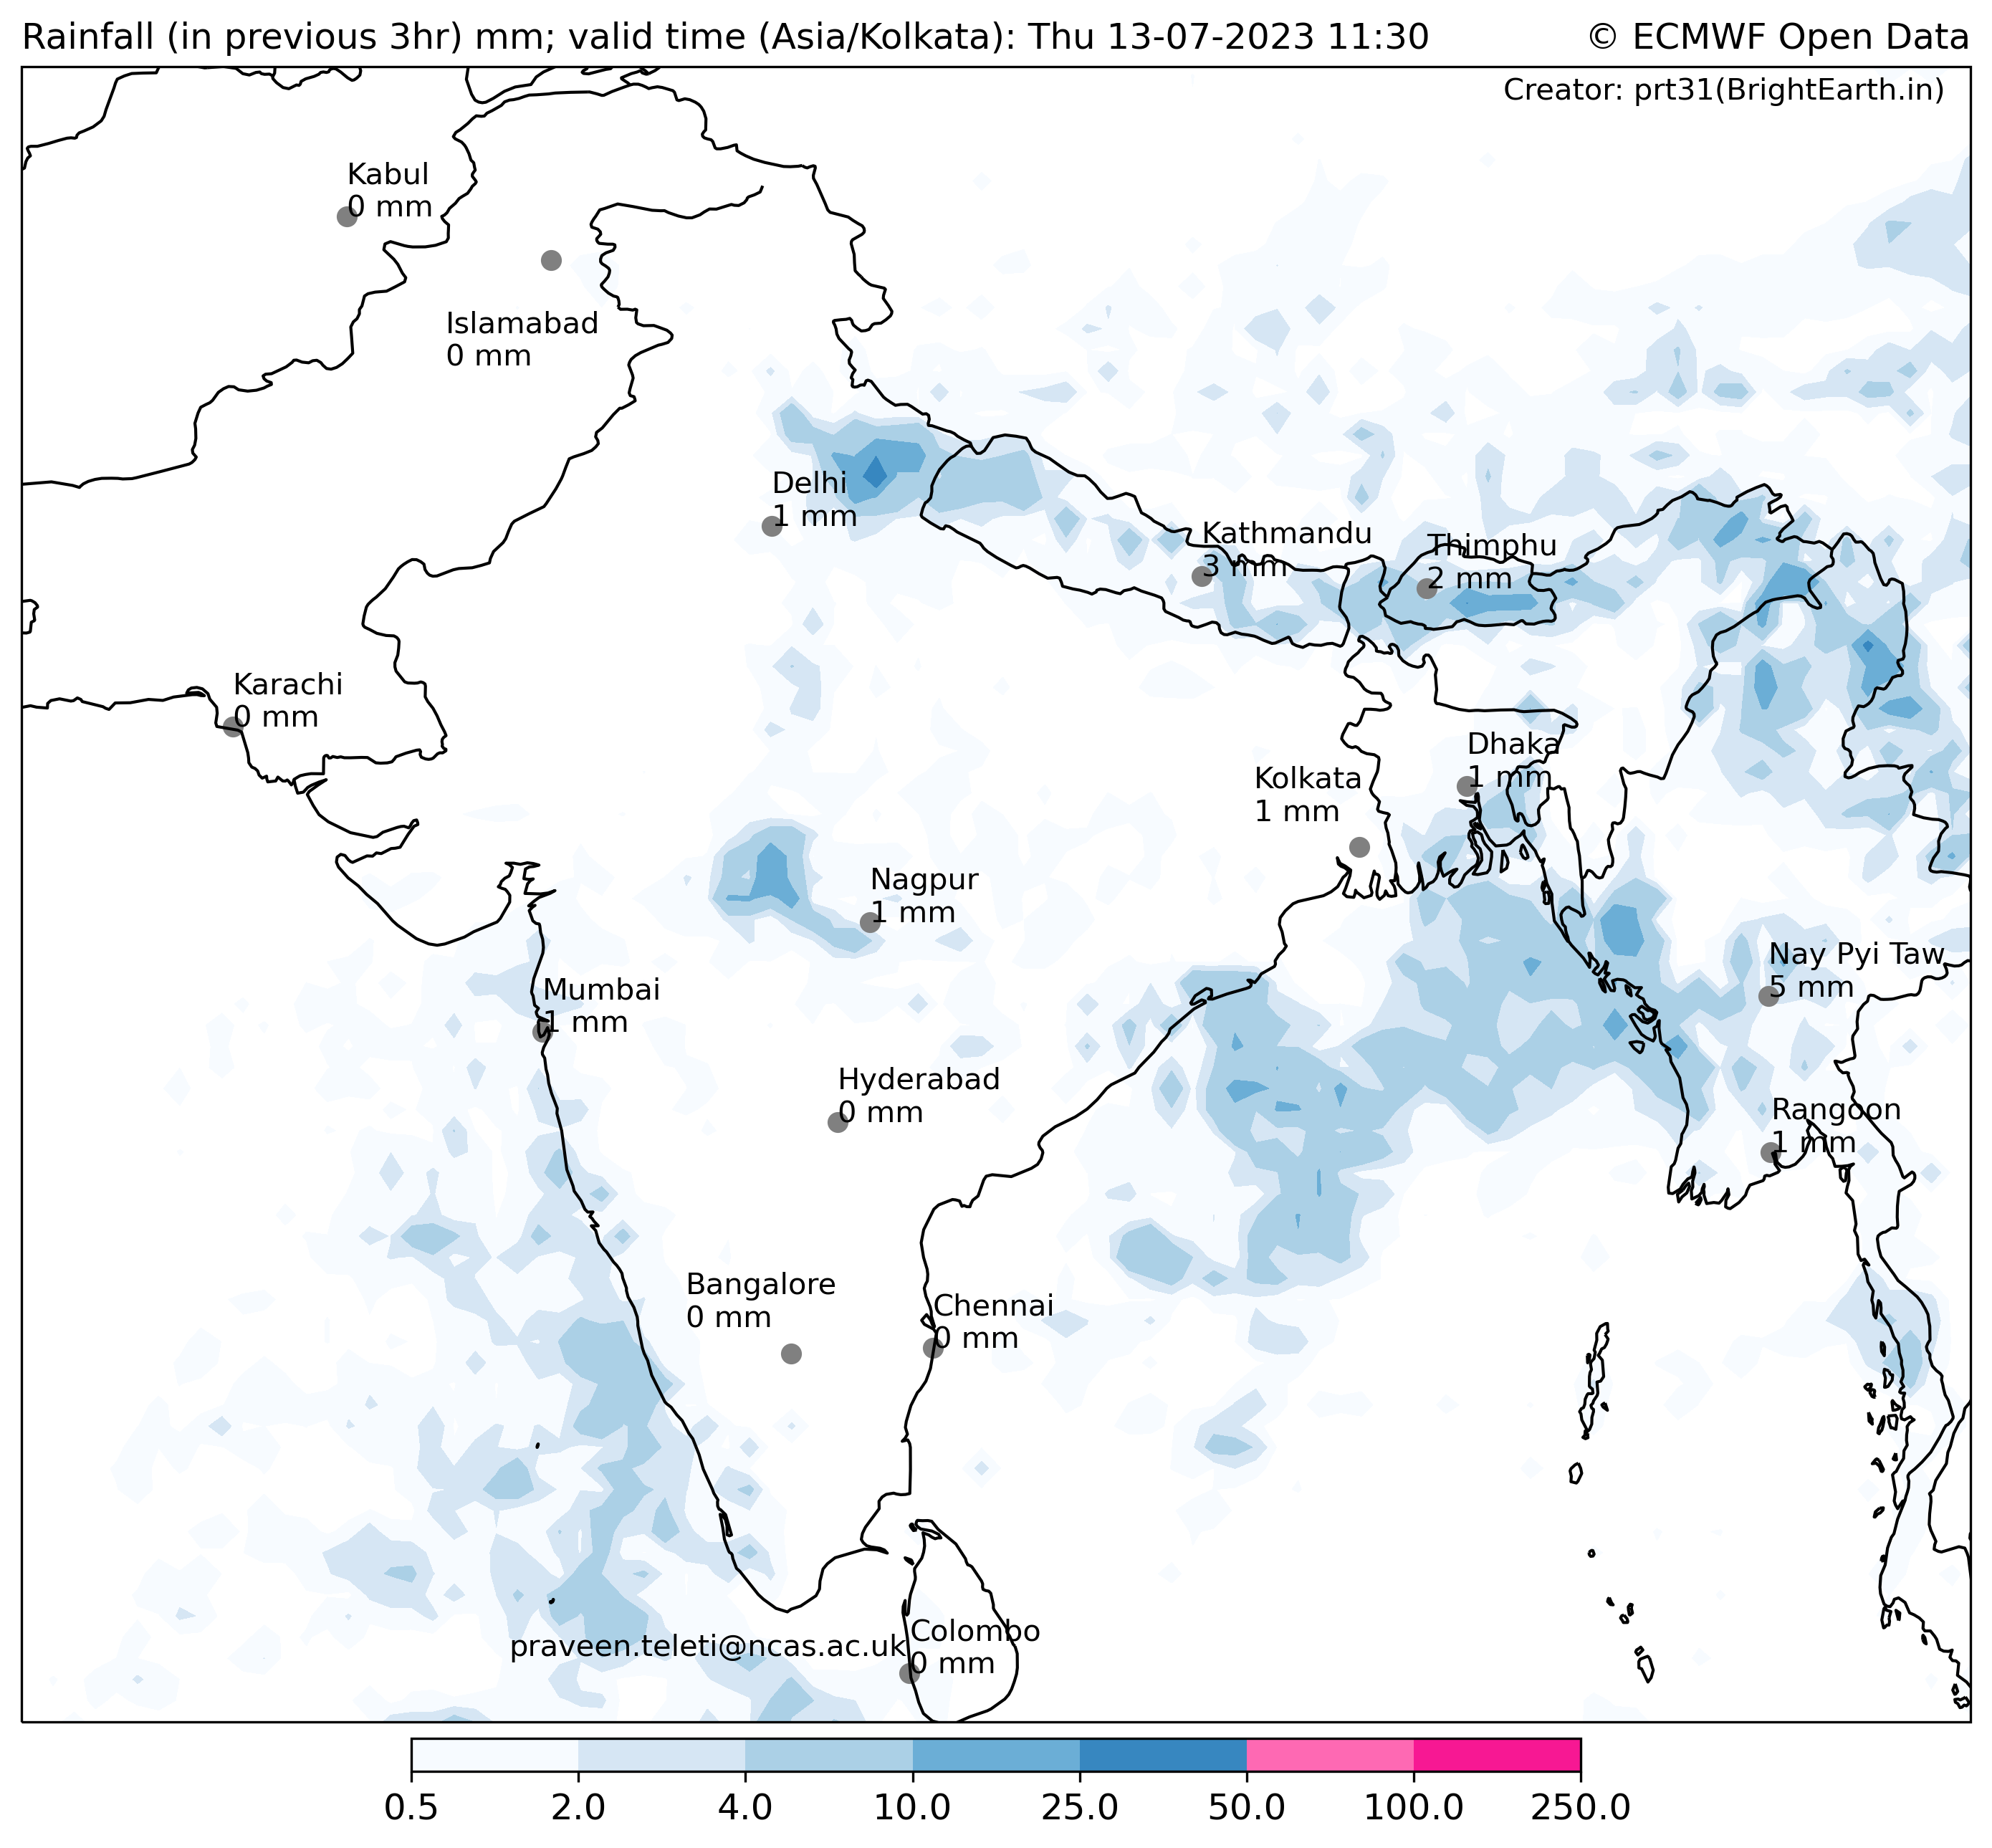 Rainfall (in previous 3hr) mm; valid time (Asia/Kolkata): Thu 13-07-2023 11:30
© ECMWF Open Data
Creator: prt31(BrightEarth.in)
Kabul
0 mm
Islamabad
0 mm
Delhi
1 mm
Kathmandu
3 mm
Thimphu
2 mm
Karachi
0 mm
Dhaka
1 mm
Kolkata
1 mm
Nagpur
1 mm
Nay Pyi Taw
5 mm
Mumbai
1 mm
Hyderabad
0 mm
Rangoon
1 mm
Bangalore
0 mm
Chennai
0 mm
Colombo
0 mm
praveen.teleti@ncas.ac.uk
0.5 2.0 4.0 10.0 25.0 50.0 100.0 250.0